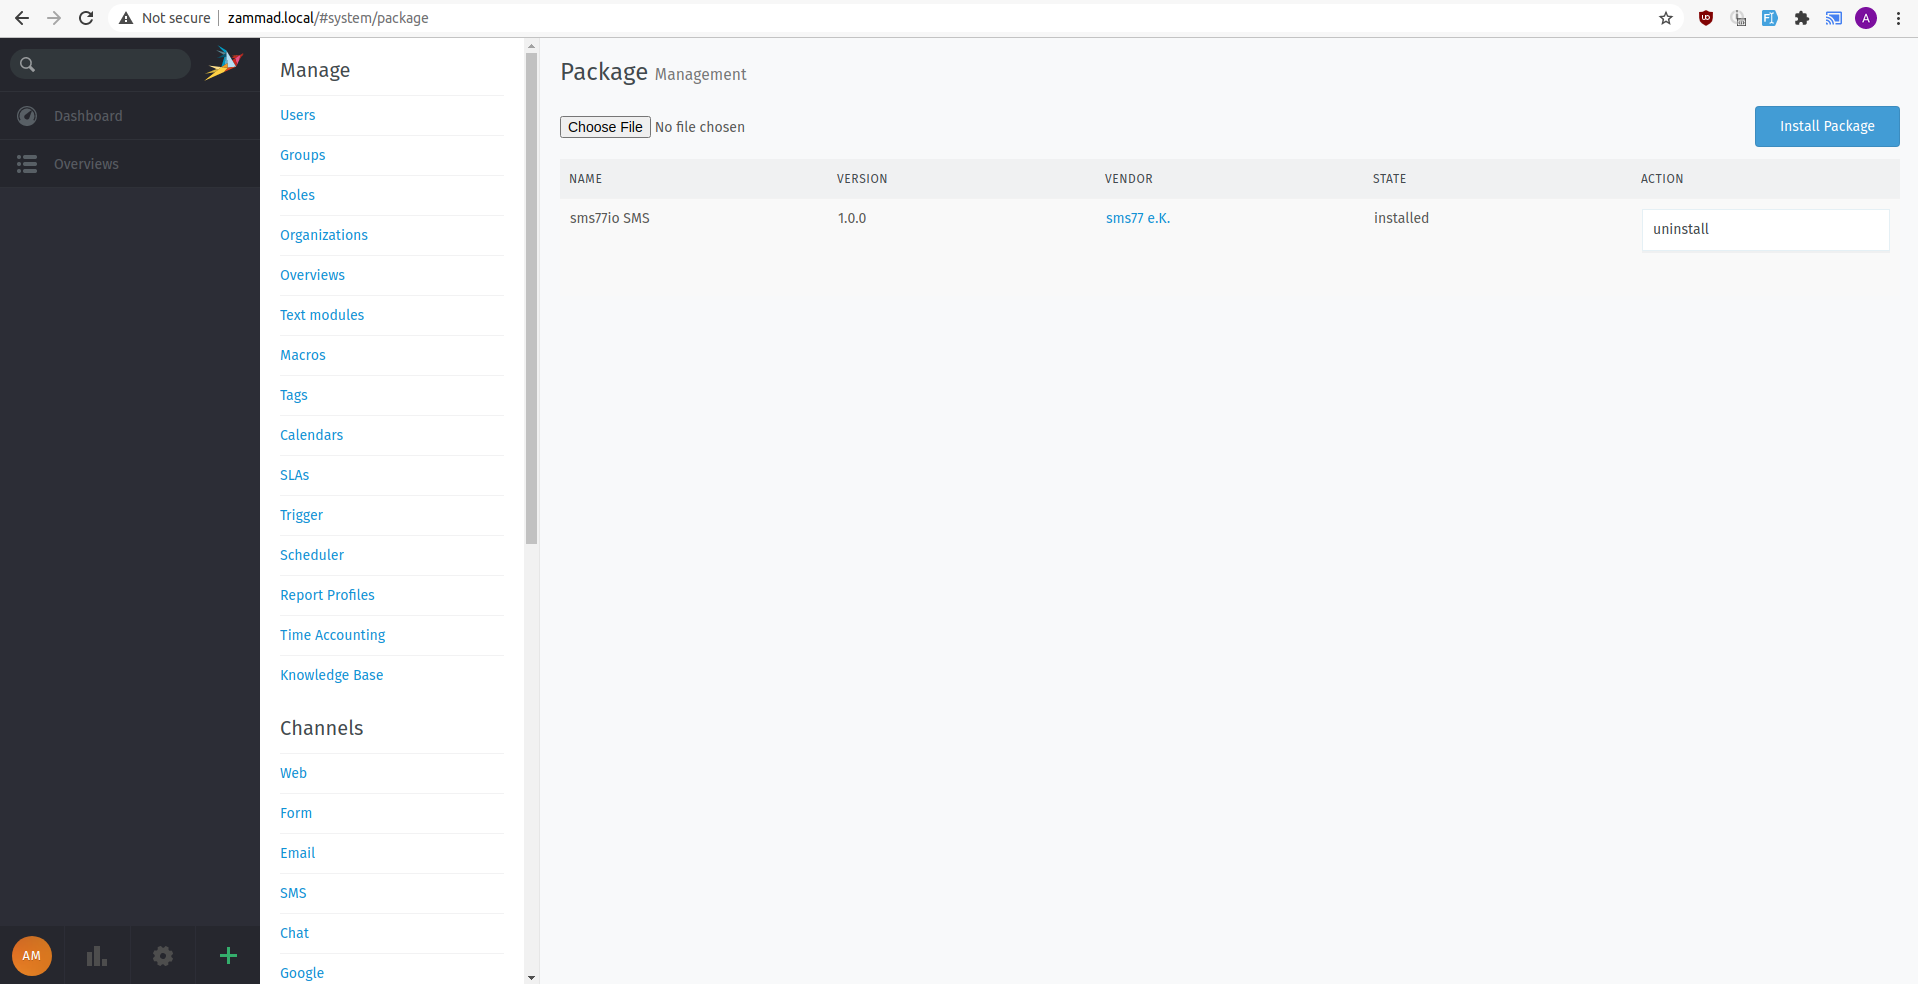 Not secure
zammad.local/#system/package
A
Dashboard
Overviews
AM
Manage
Users
Groups
Roles
Organizations
Overviews
Text modules
Macros
Tags
Calendars
SLAs
Trigger
Scheduler
Report Profiles
Time Accounting
Knowledge Base
Channels
Web
Form
Email
SMS
Chat
Google
Package Management
Choose File No file chosen
Install Package
NAME VERSION VENDOR STATE ACTION
sms77io SMS 1.0.0 sms77 e.K. installed uninstall